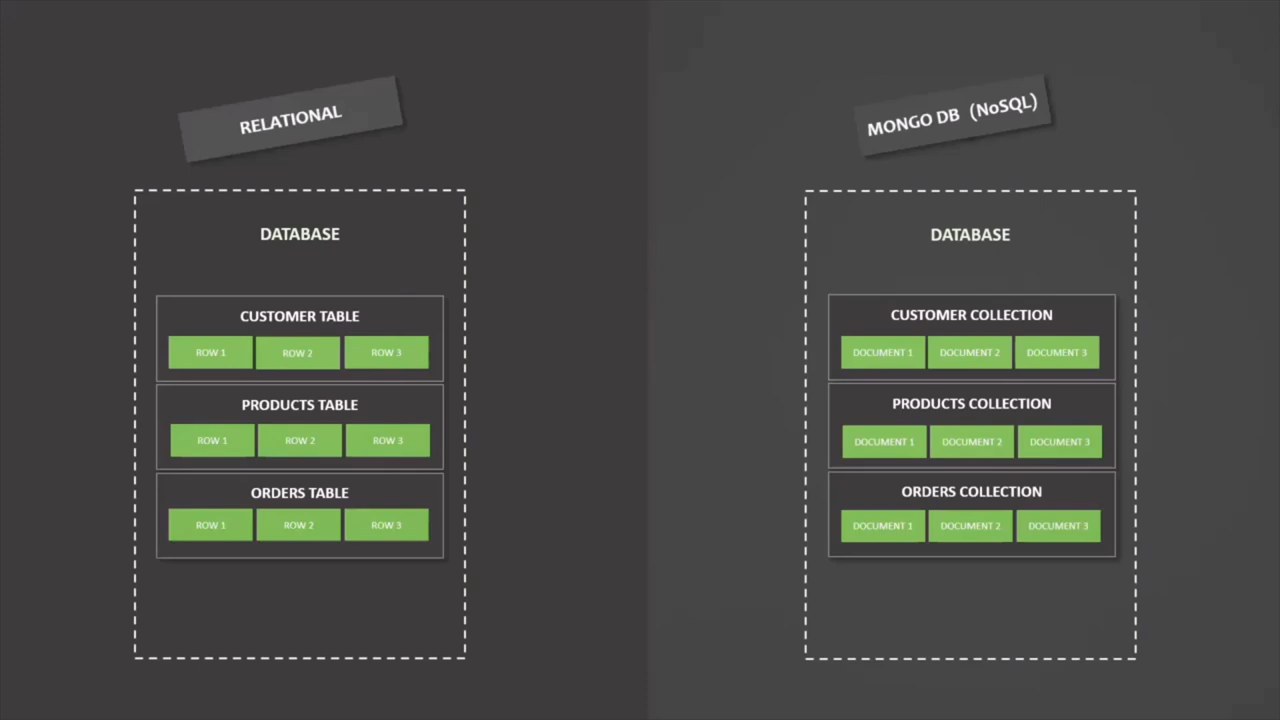 RELATIONAL
DATABASE
CUSTOMER TABLE
ROW 1 ROW 2 ROW 3
PRODUCTS TABLE
ROW 1 ROW 2 ROW 3
ORDERS TABLE
ROW 1 ROW 2 ROW 3
MONGO DB (NoSQL)
DATABASE
CUSTOMER COLLECTION
DOCUMENT 1 DOCUMENT 2 DOCUMENT 3
PRODUCTS COLLECTION
DOCUMENT 1 DOCUMENT 2 DOCUMENT 3
ORDERS COLLECTION
DOCUMENT 1 DOCUMENT 2 DOCUMENT 3